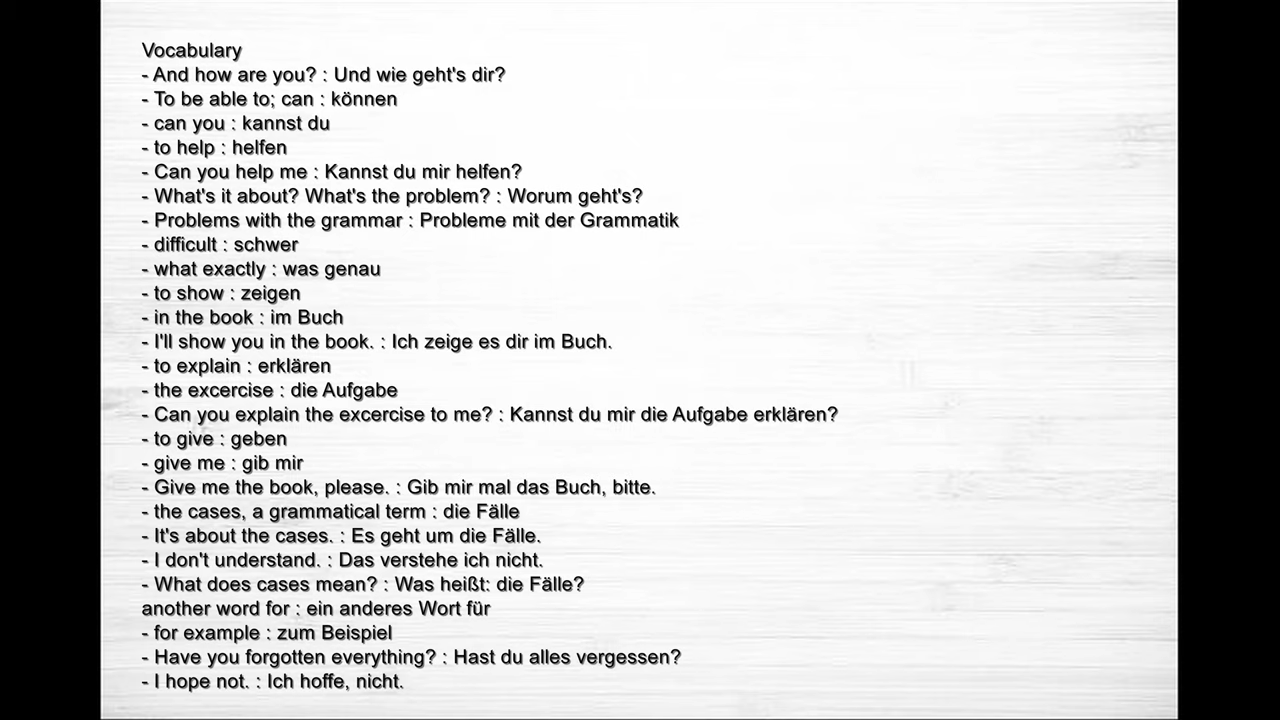 Vocabulary
- And how are you? : Und wie geht's dir?
- To be able to; can : können
- can you : kannst du
- to help : helfen
- Can you help me : Kannst du mir helfen?
- What's it about? What's the problem? : Worum geht's?
- Problems with the grammar : Probleme mit der Grammatik
- difficult : schwer
- what exactly : was genau
- to show : zeigen
- in the book : im Buch
- I'll show you in the book. : Ich zeige es dir im Buch.
- to explain : erklären
- the excercise : die Aufgabe
- Can you explain the excercise to me? : Kannst du mir die Aufgabe erklären?
- to give : geben
- give me : gib mir
- Give me the book, please. : Gib mir mal das Buch, bitte.
- the cases, a grammatical term : die Fälle
- It's about the cases. : Es geht um die Fälle.
- I don't understand. : Das verstehe ich nicht.
- What does cases mean? : Was heißt: die Fälle?
another word for : ein anderes Wort für
- for example : zum Beispiel
- Have you forgotten everything? : Hast du alles vergessen?
- I hope not. : Ich hoffe, nicht.